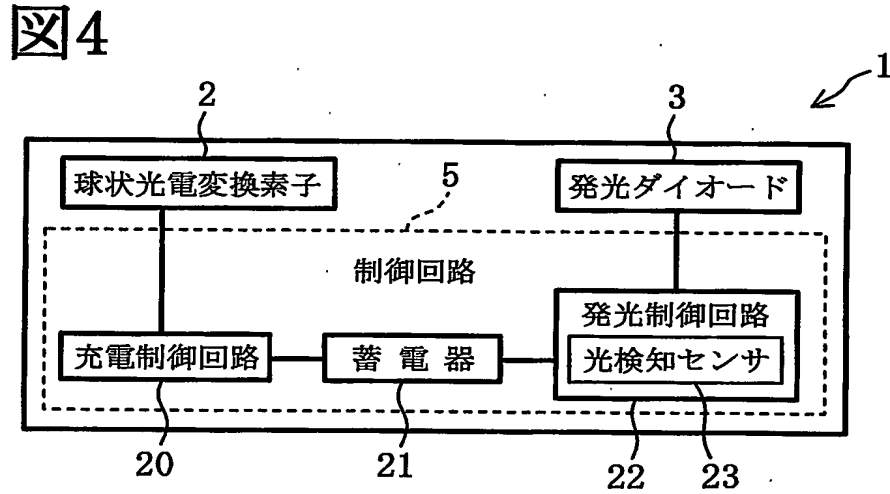 図4
1
2
3
球状光電変換素子
発光ダイオード
5
制御回路
発光制御回路
充電制御回路
蓄電器
光検知センサ
20
21
22
23